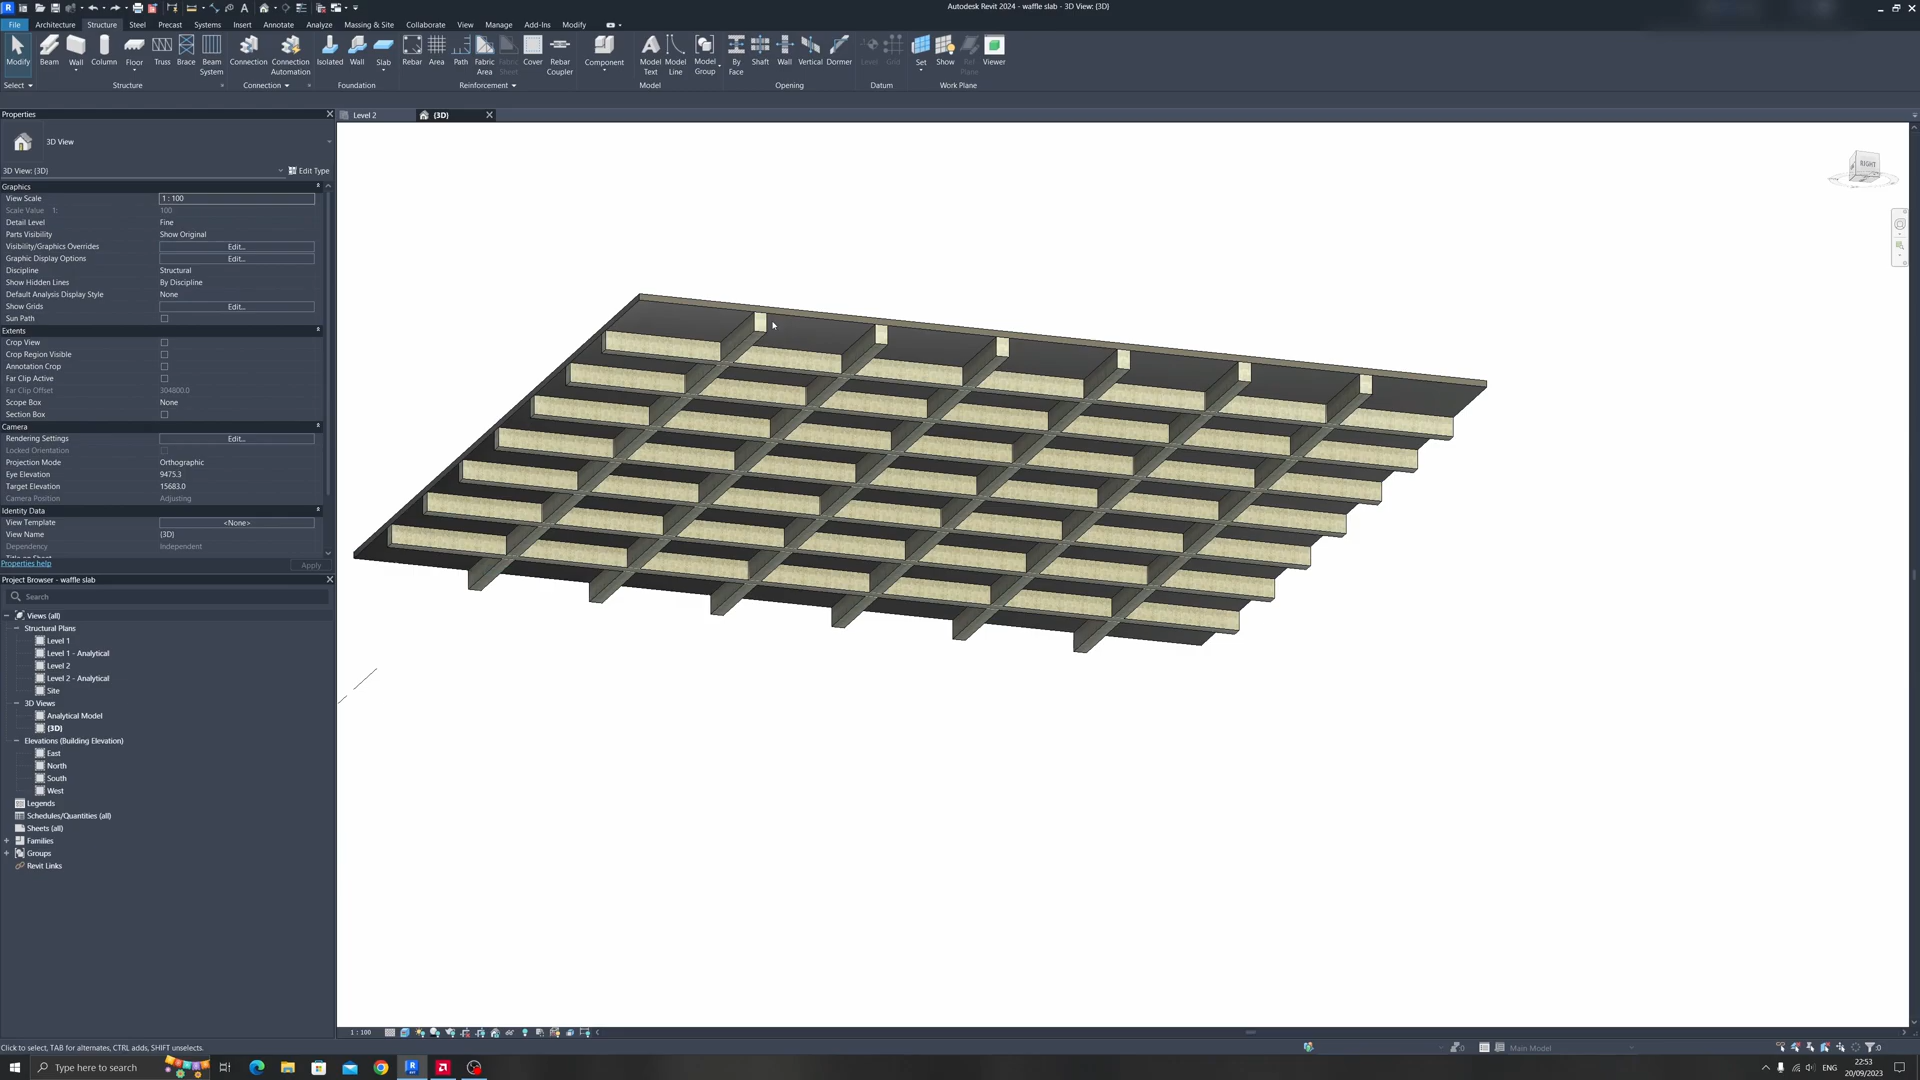 Autodesk Revit 2024 - waffle slab - 3D View: {3D}
File Architecture Structure Steel Precast Systems Insert Annotate Analyze Massing & Site Collaborate View Manage Add-Ins Modify
Modify Beam Wall Column Floor Truss Brace Beam System Connection Connection Automation Isolated Wall Slab Rebar Area Path Fabric Area Fabric Sheet Cover Rebar Coupler Component Model Text Model Line Model Group By Face Shaft Wall Vertical Dormer Level Grid Set Show Ref Plane Viewer
Select Structure Connection Foundation Reinforcement Model Opening Datum Work Plane
Properties
Level 2 {3D}
3D View
3D View: {3D} Edit Type
Graphics
View Scale 1 : 100
Scale Value 1: 100
Detail Level Fine
Parts Visibility Show Original
Visibility/Graphics Overrides Edit...
Graphic Display Options Edit...
Discipline Structural
Show Hidden Lines By Discipline
Default Analysis Display Style None
Show Grids Edit...
Sun Path
Extents
Crop View
Crop Region Visible
Annotation Crop
Far Clip Active
Far Clip Offset 304800.0
Scope Box None
Section Box
Camera
Rendering Settings Edit...
Locked Orientation
Projection Mode Orthographic
Eye Elevation 9475.3
Target Elevation 15683.0
Camera Position Adjusting
Identity Data
View Template <None>
View Name {3D}
Dependency Independent
Properties help Apply
Project Browser - waffle slab
Search
Views (all)
Structural Plans
Level 1
Level 1 - Analytical
Level 2
Level 2 - Analytical
Site
3D Views
Analytical Model
{3D}
Elevations (Building Elevation)
East
North
South
West
Legends
Schedules/Quantities (all)
Sheets (all)
Families
Groups
Revit Links
RIGHT
1 : 100
Click to select, TAB for alternates, CTRL adds, SHIFT unselects. :0 Main Model :0
Type here to search ENG 22:53
20/09/2023